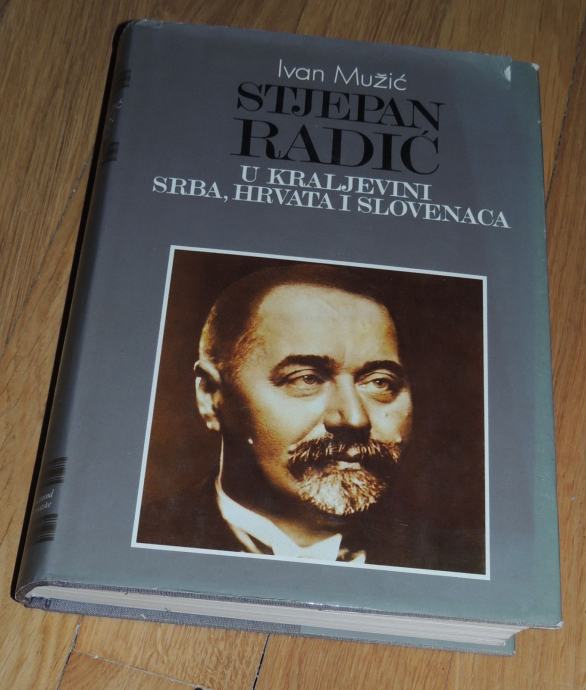 Ivan Mužić
STJEPAN
RADIĆ
U KRALJEVINI
SRBA, HRVATA I SLOVENACA